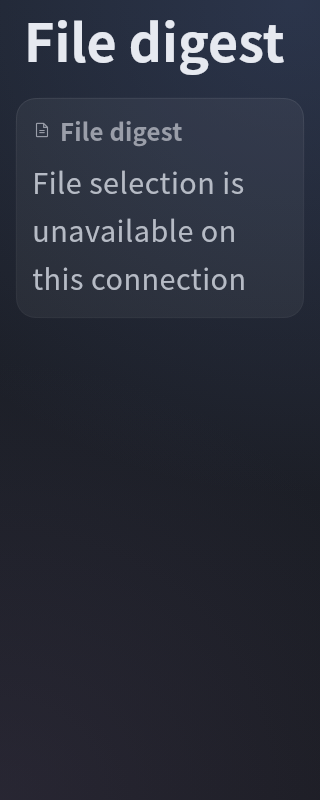 File digest
File digest
File selection is
unavailable on
this connection